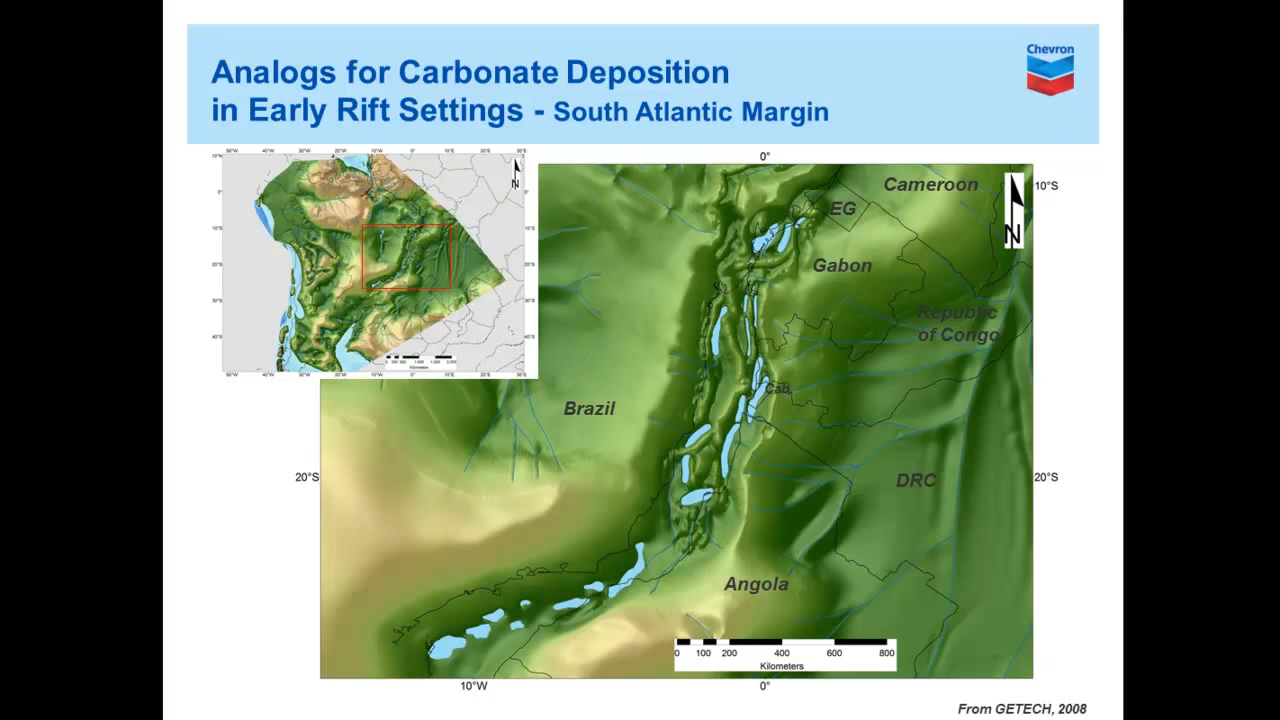 Analogs for Carbonate Deposition
in Early Rift Settings - South Atlantic Margin
Chevron
N
Kilometers
0°
10°S
N
Cameroon
EG
Gabon
Republic
of Congo
Cab.
Brazil
20°S
DRC
20°S
Angola
0 100 200 400 600 800
Kilometers
10°W
0°
From GETECH, 2008